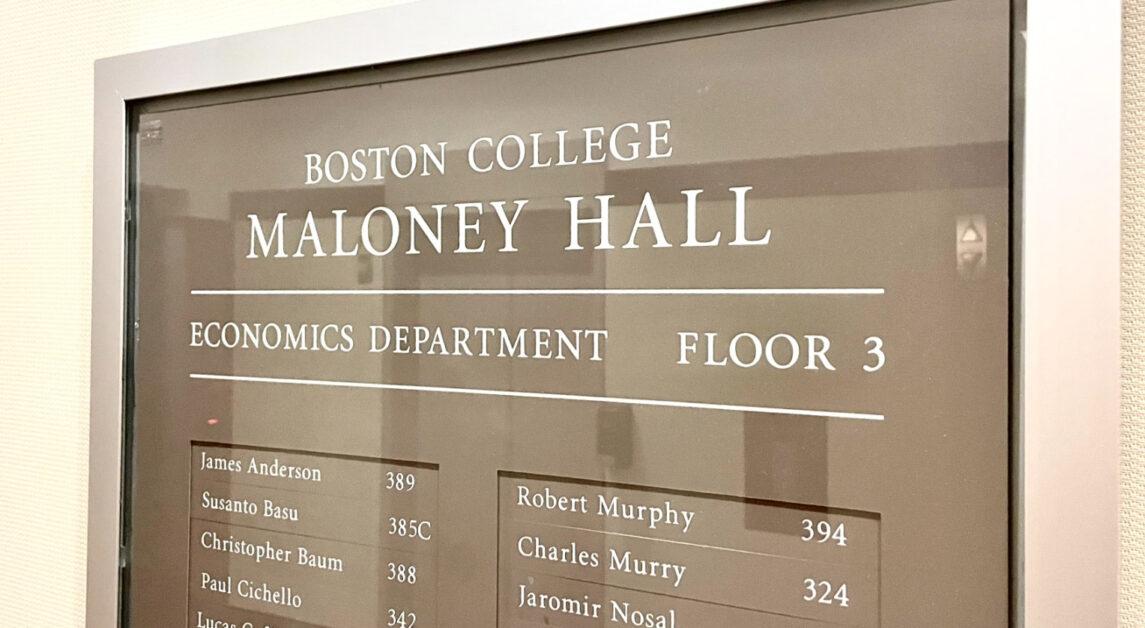 BOSTON COLLEGE
MALONEY HALL
ECONOMICS DEPARTMENT FLOOR 3
James Anderson 389
Susanto Basu 385C
Christopher Baum 388
Paul Cichello 342
Lucas
Robert Murphy 394
Charles Murry 324
Jaromir Nosal